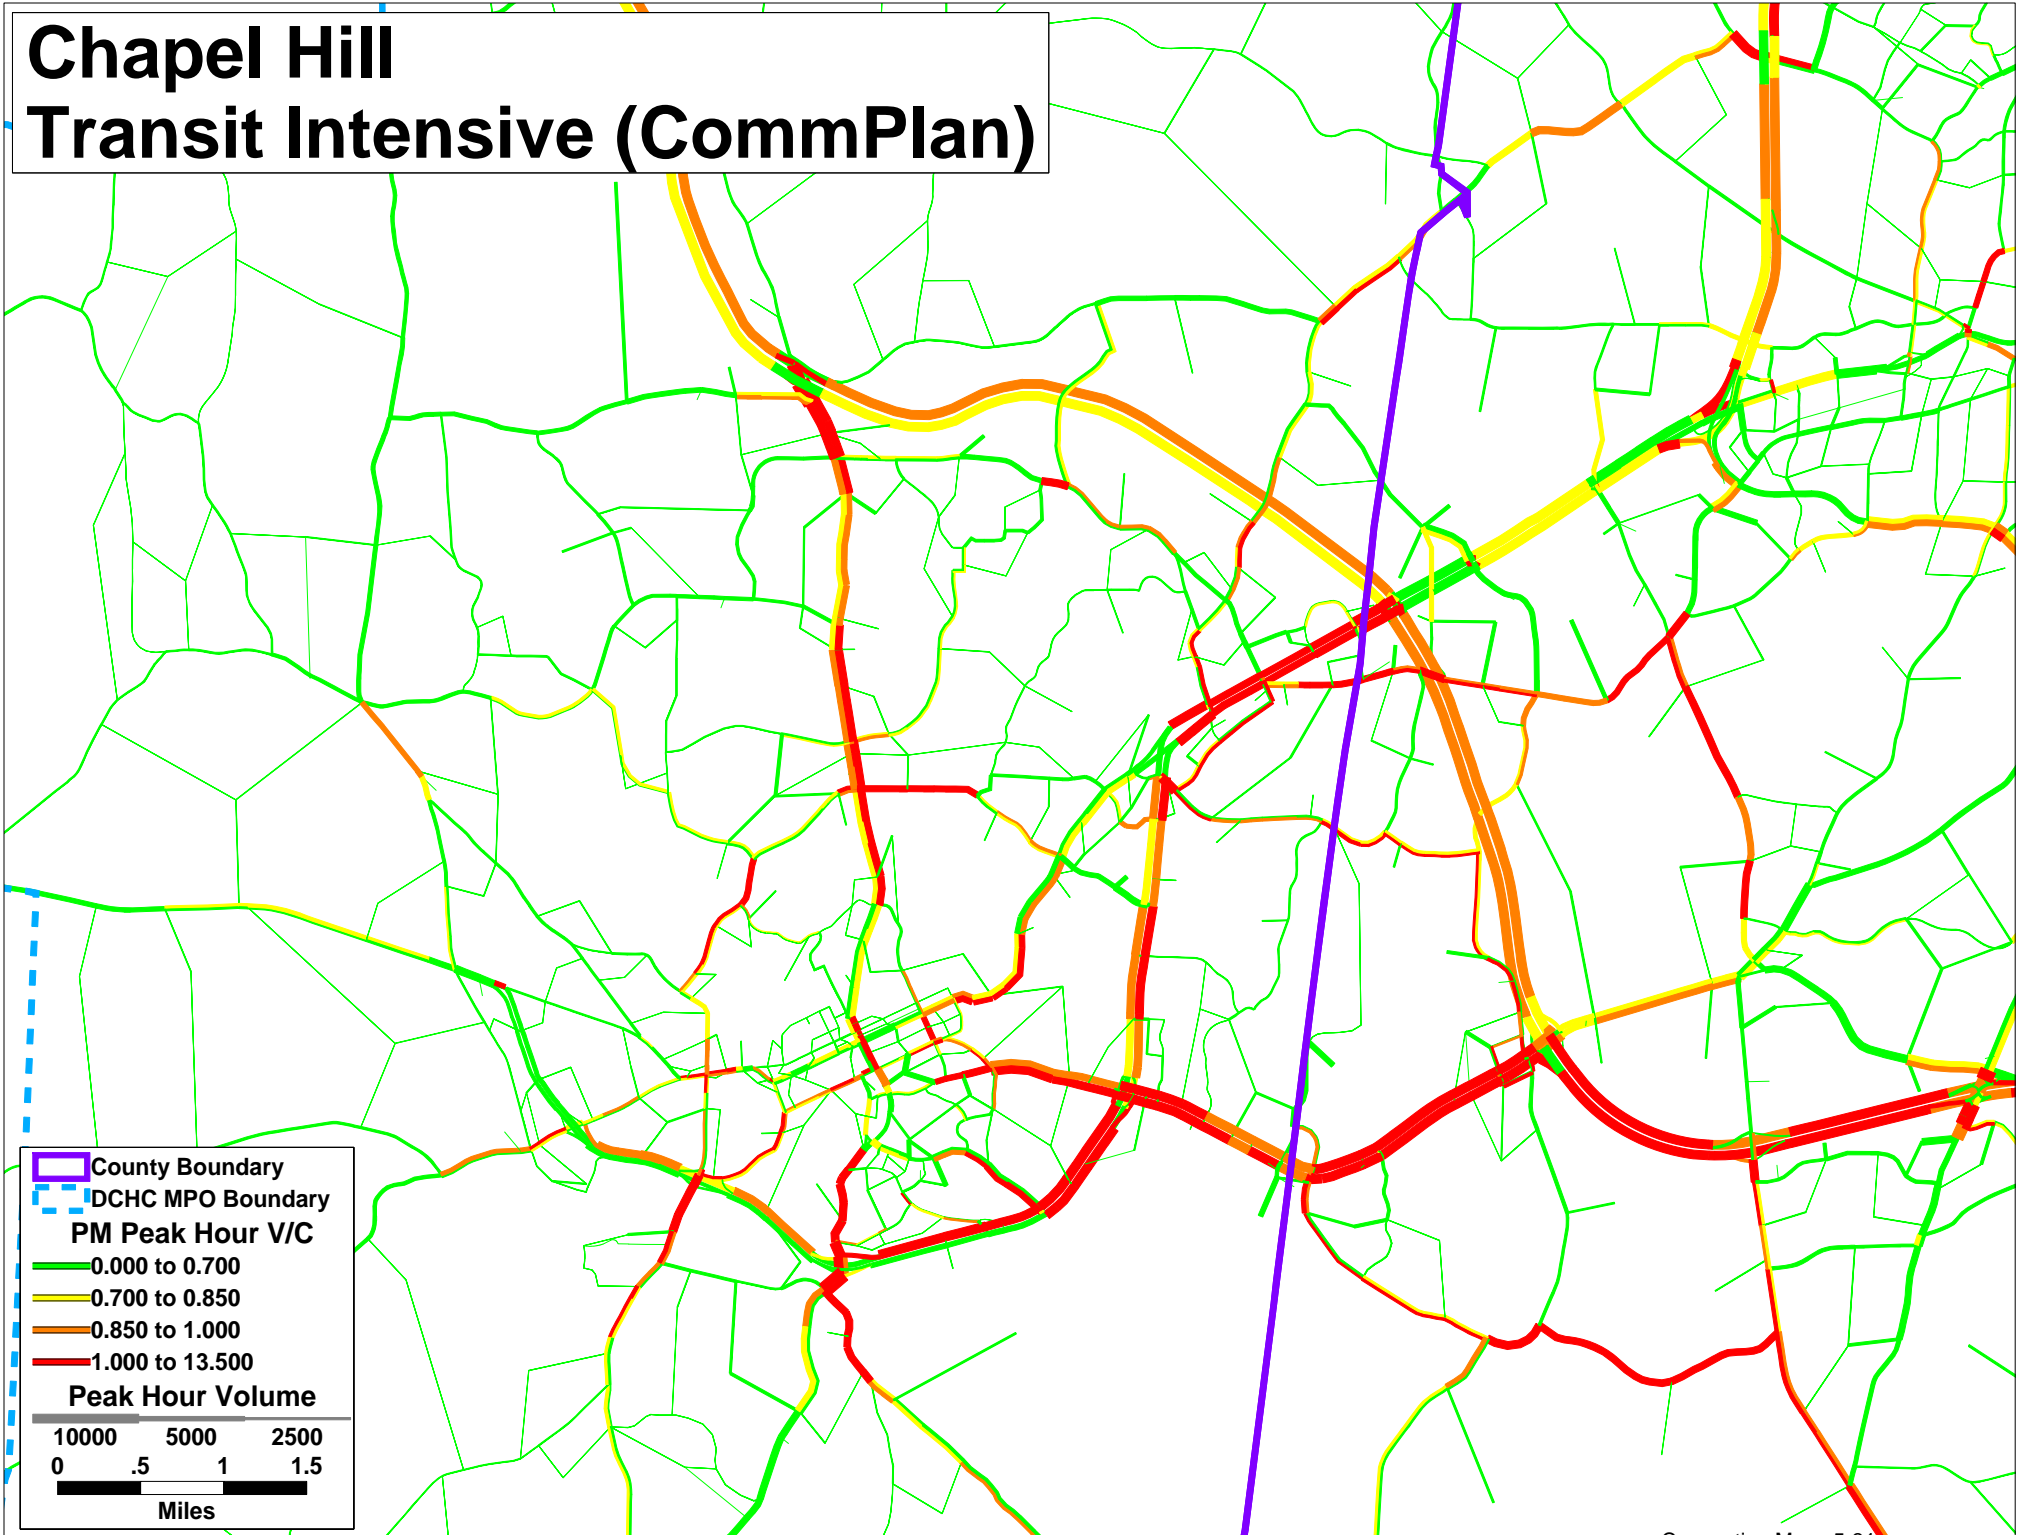 Chapel Hill
Transit Intensive (CommPlan)
County Boundary
DCHC MPO Boundary
PM Peak Hour V/C
0.000 to 0.700
0.700 to 0.850
0.850 to 1.000
1.000 to 13.500
Peak Hour Volume
10000 5000 2500
0 .5 1 1.5
Miles